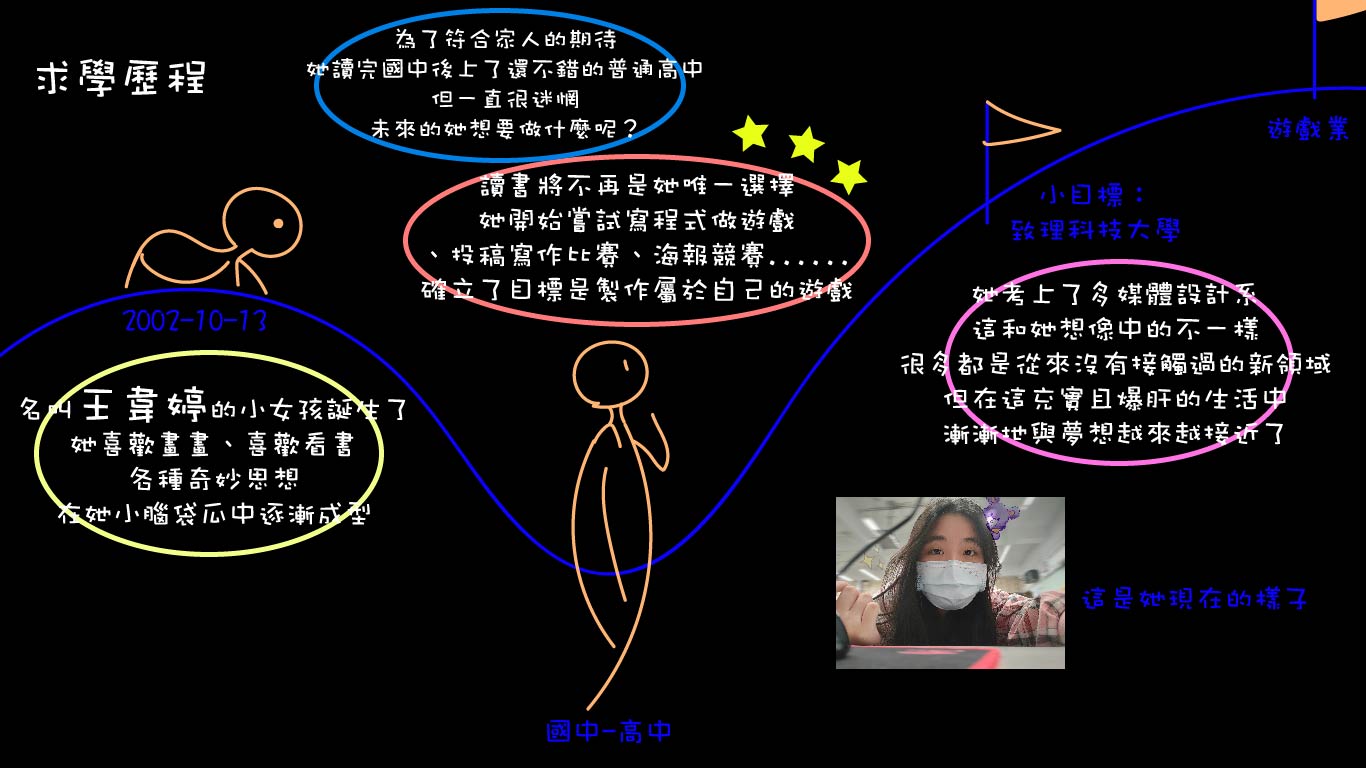 求學歷程
為了符合家人的期待
她讀完國中後上了還不錯的普通高中
但一直很迷惘
未來的她想要做什麼呢？
讀書將不再是她唯一選擇
她開始嘗試寫程式做遊戲
、投稿寫作比賽、海報競賽......
確立了目標是製作屬於自己的遊戲
2002-10-13
名叫王韋婷的小女孩誕生了
她喜歡畫畫、喜歡看書
各種奇妙思想
在她小腦袋瓜中逐漸成型
國中-高中
遊戲業
小目標：
致理科技大學
她考上了多媒體設計系
這和她想像中的不一樣
很多都是從來沒有接觸過的新領域
但在這充實且爆肝的生活中
漸漸地與夢想越來越接近了
這是她現在的樣子